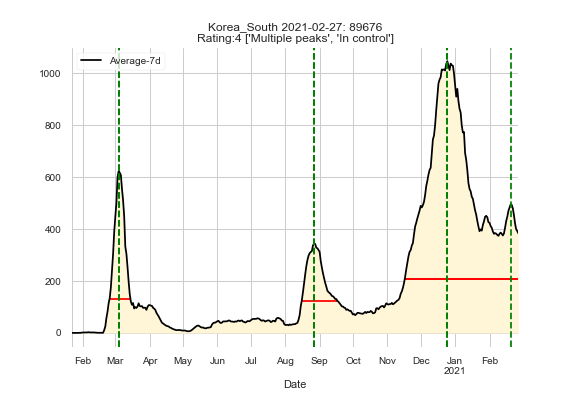 Korea_South 2021-02-27: 89676
Rating:4 ['Multiple peaks', 'In control']
Average-7d
1000
800
600
400
200
0
Feb Mar Apr May Jun Jul Aug Sep Oct Nov Dec Jan Feb
2021
Date